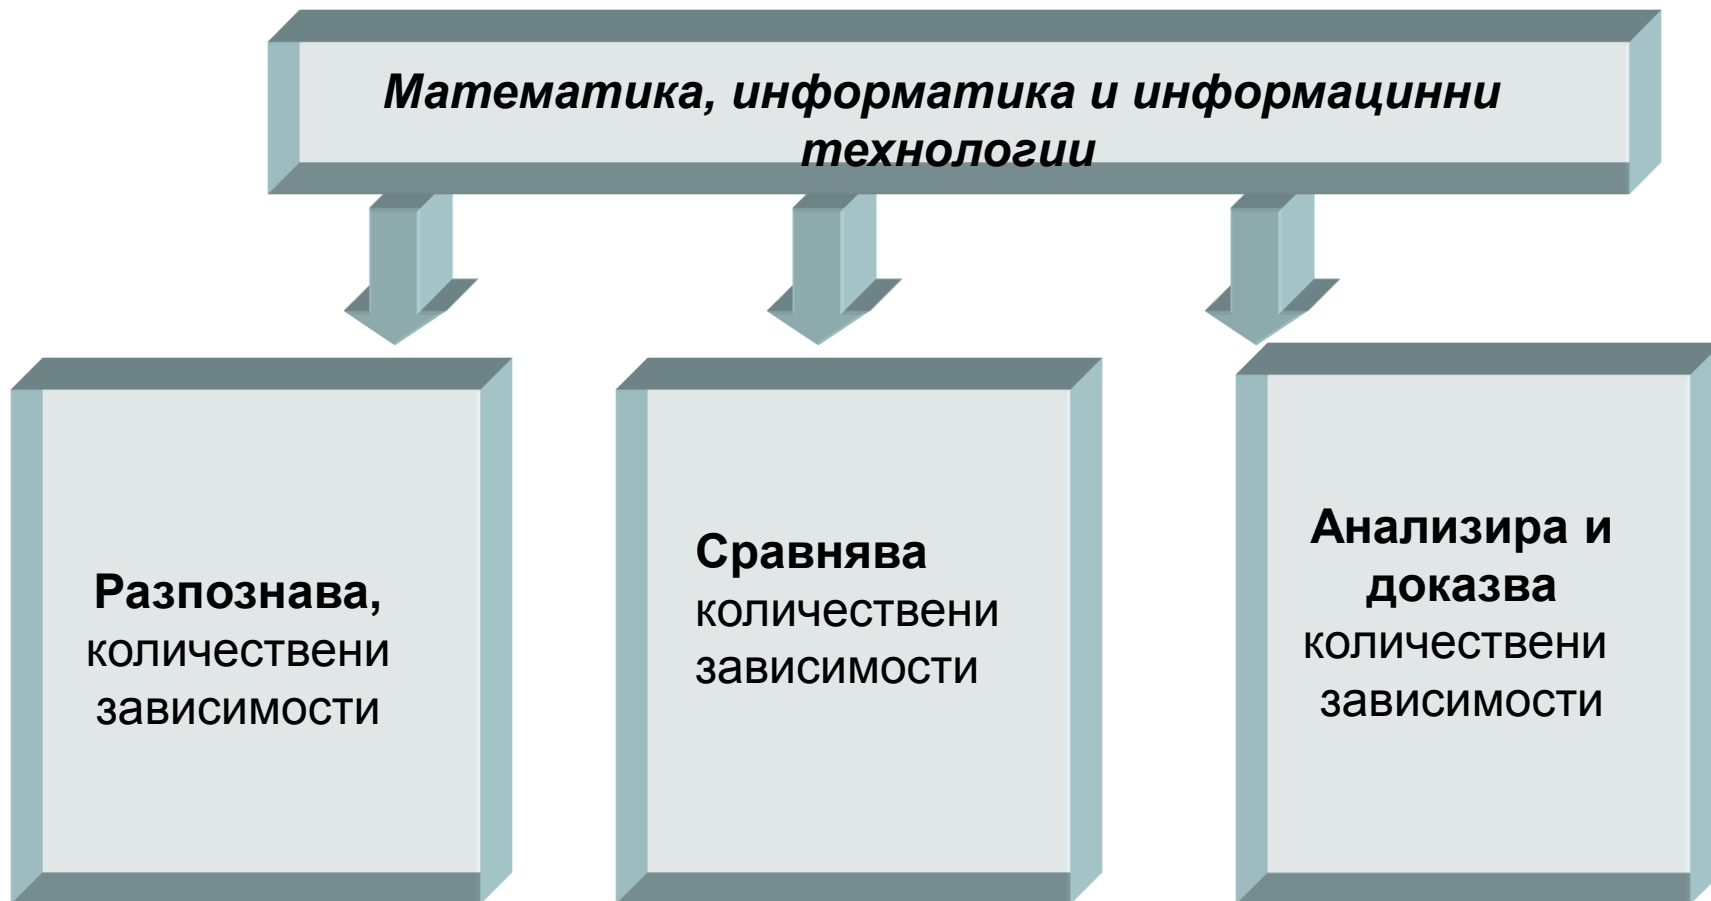 Математика, информатика и информацинни
технологии
Разпознава,
количествени
зависимости
Сравнява
количествени
зависимости
Анализира и
доказва
количествени
зависимости